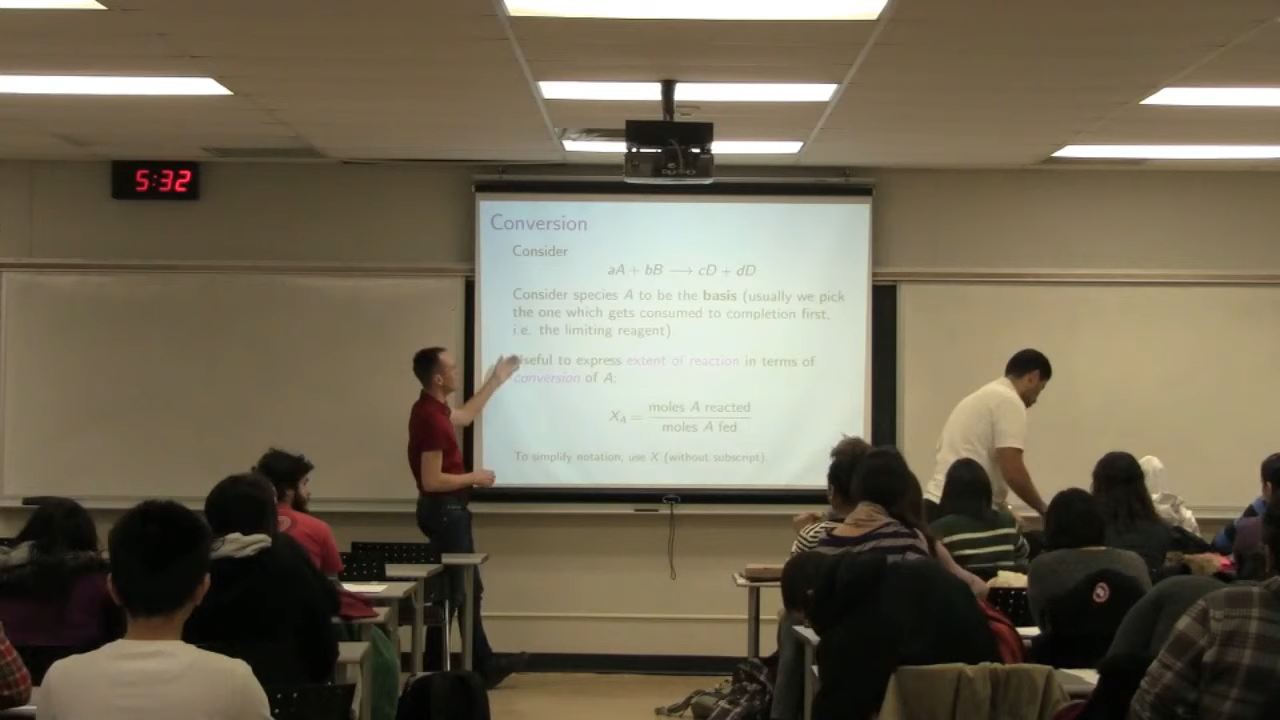 5:32
Conversion
Consider
aA + bB ⟶ cD + dD
Consider species A to be the basis (usually we pick
the one which gets consumed to completion first,
i.e. the limiting reagent)
Useful to express extent of reaction in terms of
conversion of A:
X_A = moles A reacted
moles A fed
To simplify notation, use X (without subscript).